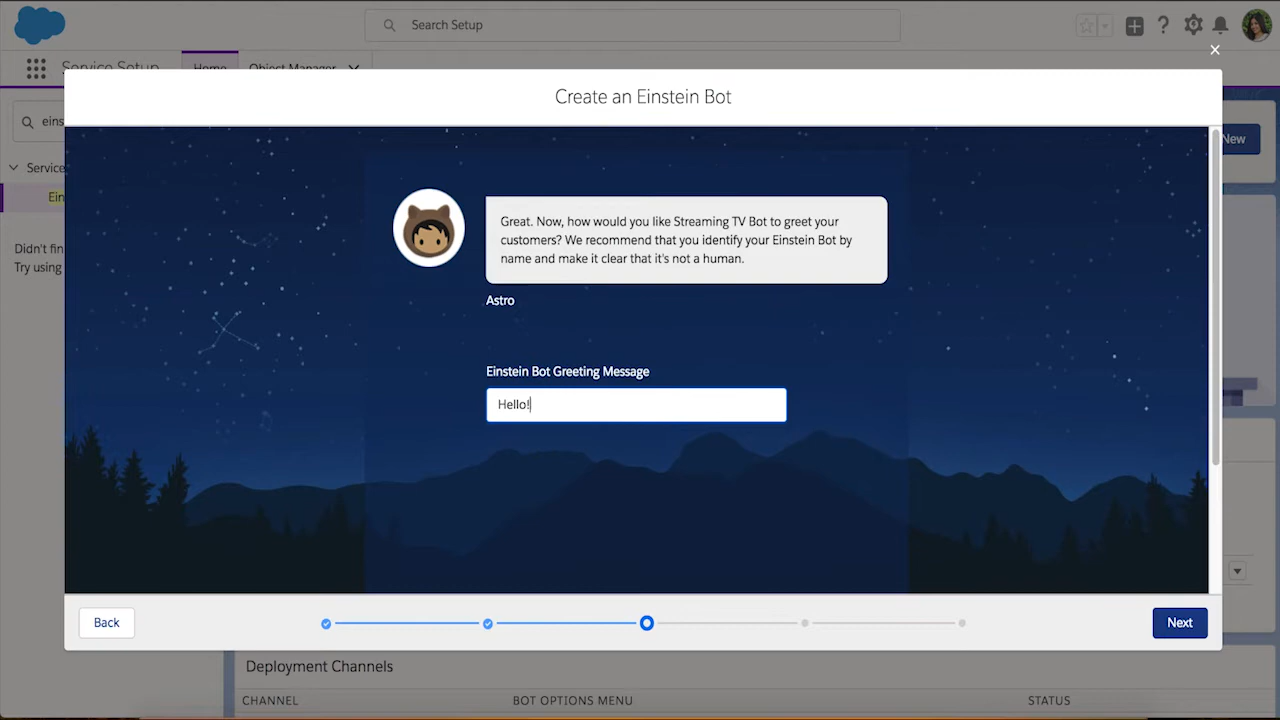 Search Setup
Service Setup
Home
Object Manager
Create an Einstein Bot
eins
New
Service
Ein
Great. Now, how would you like Streaming TV Bot to greet your
customers? We recommend that you identify your Einstein Bot by
name and make it clear that it's not a human.
Didn't fin
Try using
Astro
Einstein Bot Greeting Message
Hello!
Back
Next
Deployment Channels
CHANNEL BOT OPTIONS MENU STATUS